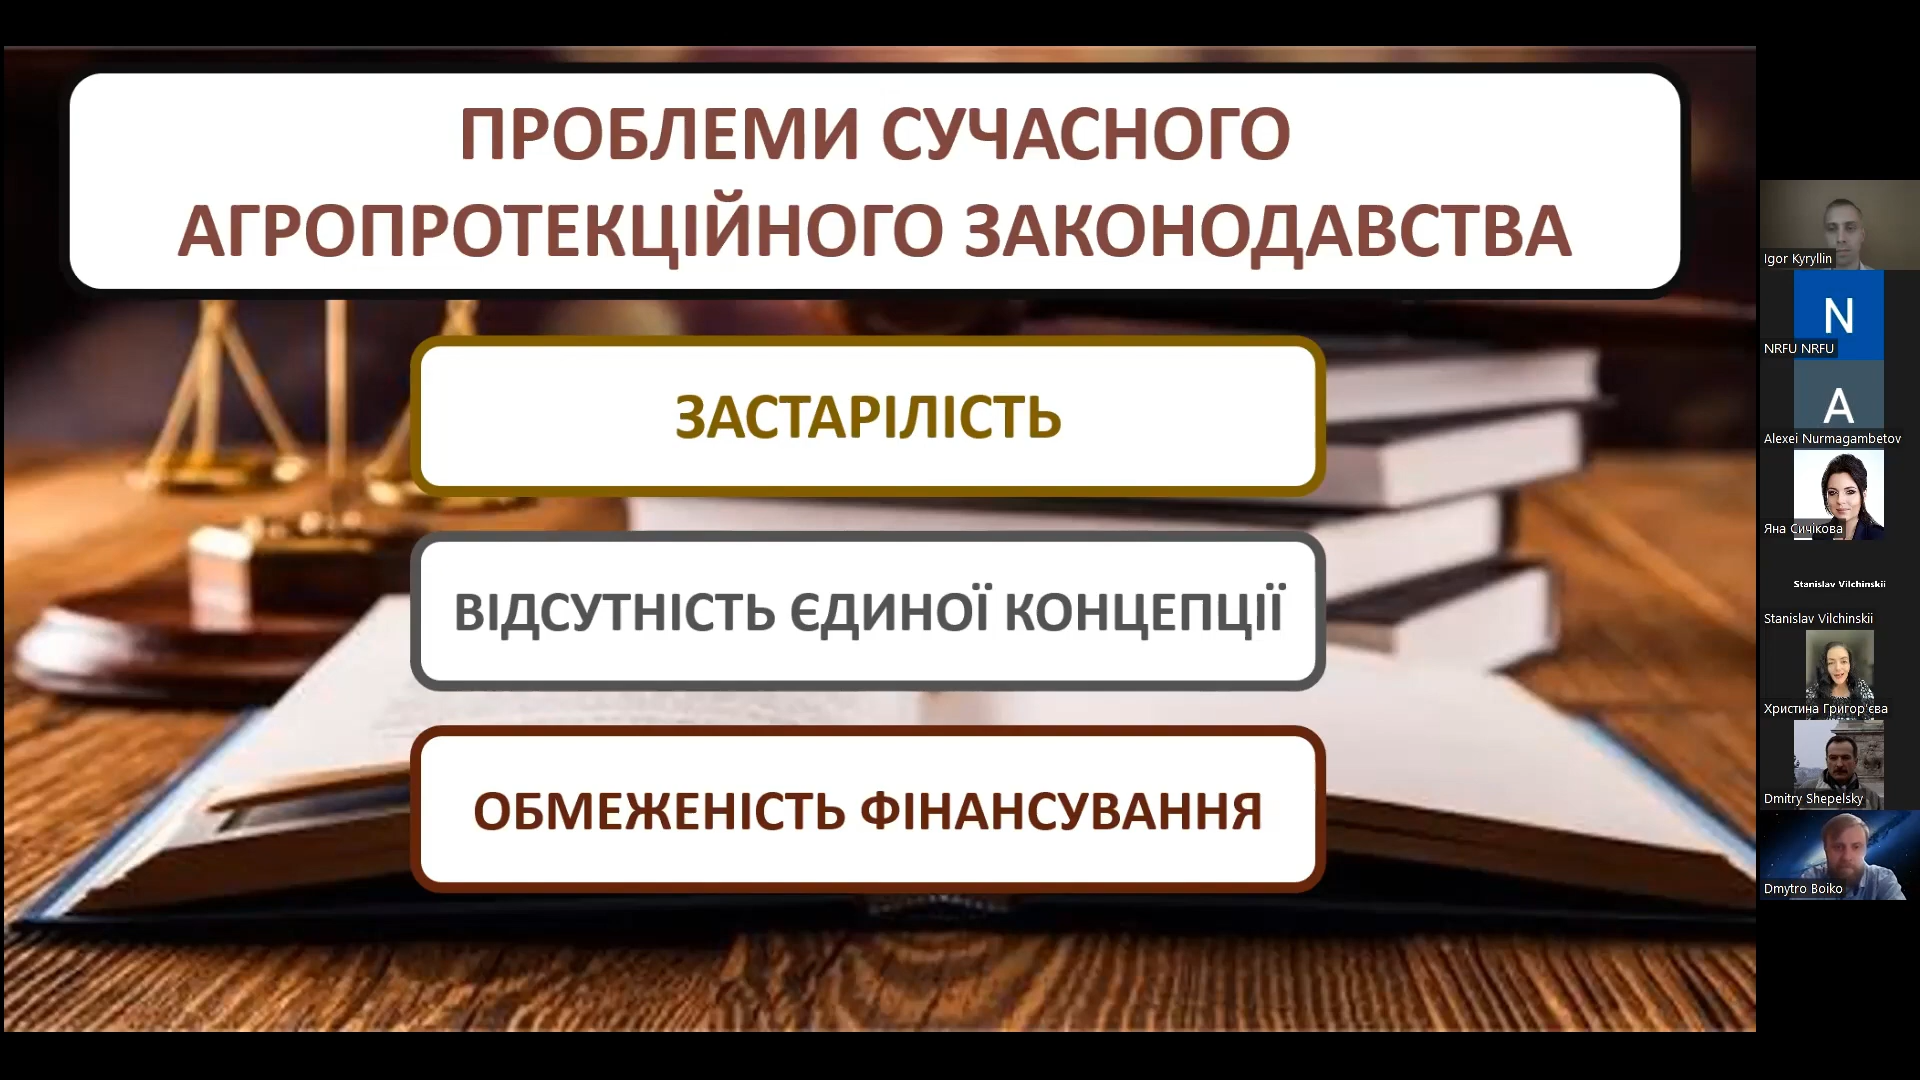 ПРОБЛЕМИ СУЧАСНОГО
АГРОПРОТЕКЦІЙНОГО ЗАКОНОДАВСТВА
ЗАСТАРІЛІСТЬ
ВІДСУТНІСТЬ ЄДИНОЇ КОНЦЕПЦІЇ
ОБМЕЖЕНІСТЬ ФІНАНСУВАННЯ
Igor Kyryllin
N
NRFU NRFU
A
Alexei Nurmagambetov
Яна Сичікова
Stanislav Vilchinskii
Stanislav Vilchinskii
Христина Григор'єва
Dmitry Shepelsky
Dmytro Boiko